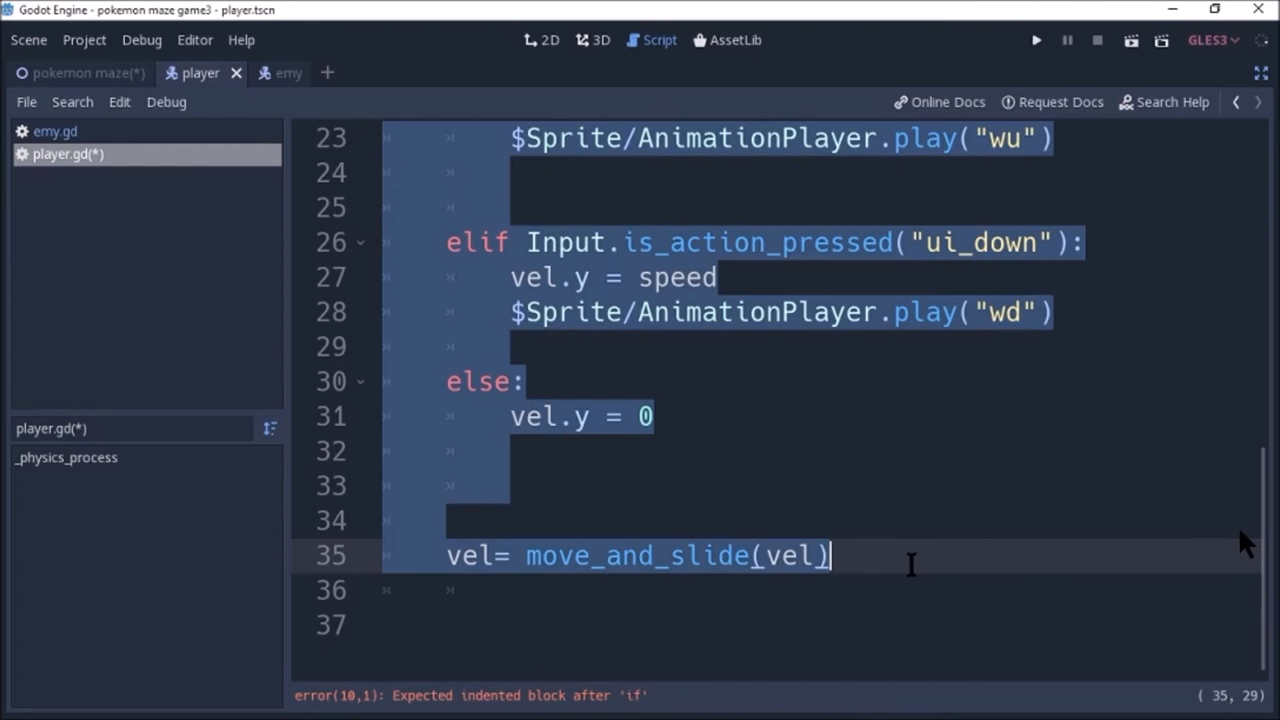 Godot Engine - pokemon maze game3 - player.tscn
Scene Project Debug Editor Help 2D 3D Script AssetLib GLES3
pokemon maze(*) player emy
File Search Edit Debug Online Docs Request Docs Search Help
emy.gd
player.gd(*)
player.gd(*)
_physics_process
23 $Sprite/AnimationPlayer.play("wu")
24
25
26 elif Input.is_action_pressed("ui_down"):
27 vel.y = speed
28 $Sprite/AnimationPlayer.play("wd")
29
30 else:
31 vel.y = 0
32
33
34
35 vel= move_and_slide(vel)
36
37
error(10,1): Expected indented block after 'if'
( 35, 29)